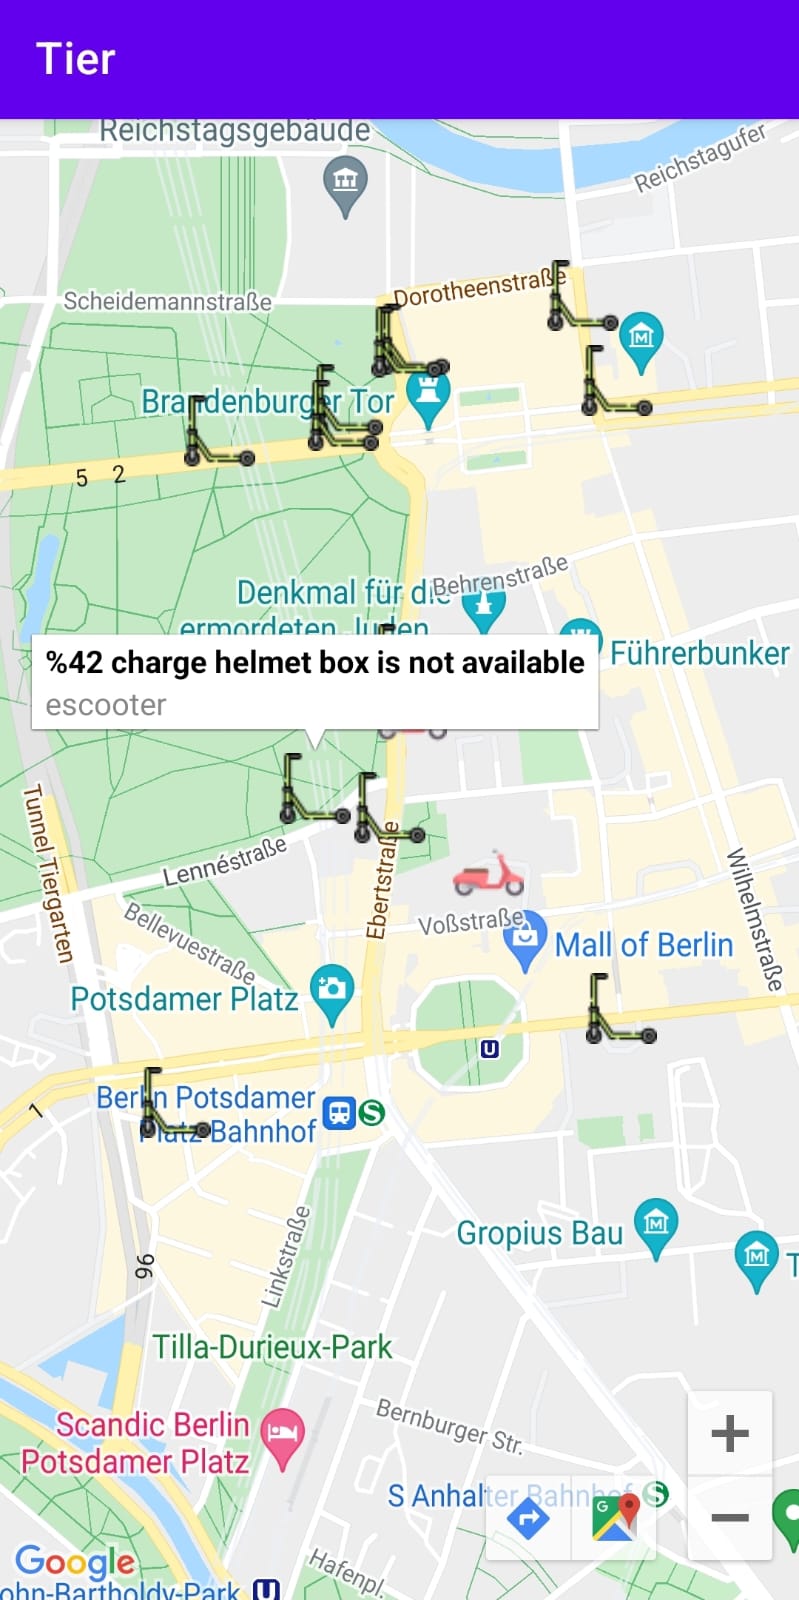 Tier
Reichstagsgebäude
Reichstagufer
Scheidemannstraße
Dorotheenstraße
Brandenburger Tor
5 2
Denkmal für die
Behrenstraße
ermordeten Juden
Führerbunker
%42 charge helmet box is not available
escooter
Tunnel Tiergarten
Lennéstraße
Ebertstraße
Wilhelmstraße
Bellevuestraße
Voßstraße
Mall of Berlin
Potsdamer Platz
U
1
Berlin Potsdamer
Platz Bahnhof
S
Gropius Bau
M
M
M
T
96
Linkstraße
Tilla-Durieux-Park
Scandic Berlin
Potsdamer Platz
Bernburger Str.
S Anhalter Bahnhof
S
G
+
−
Google
Hafenpl.
ohn-Bartholdy-Park
U